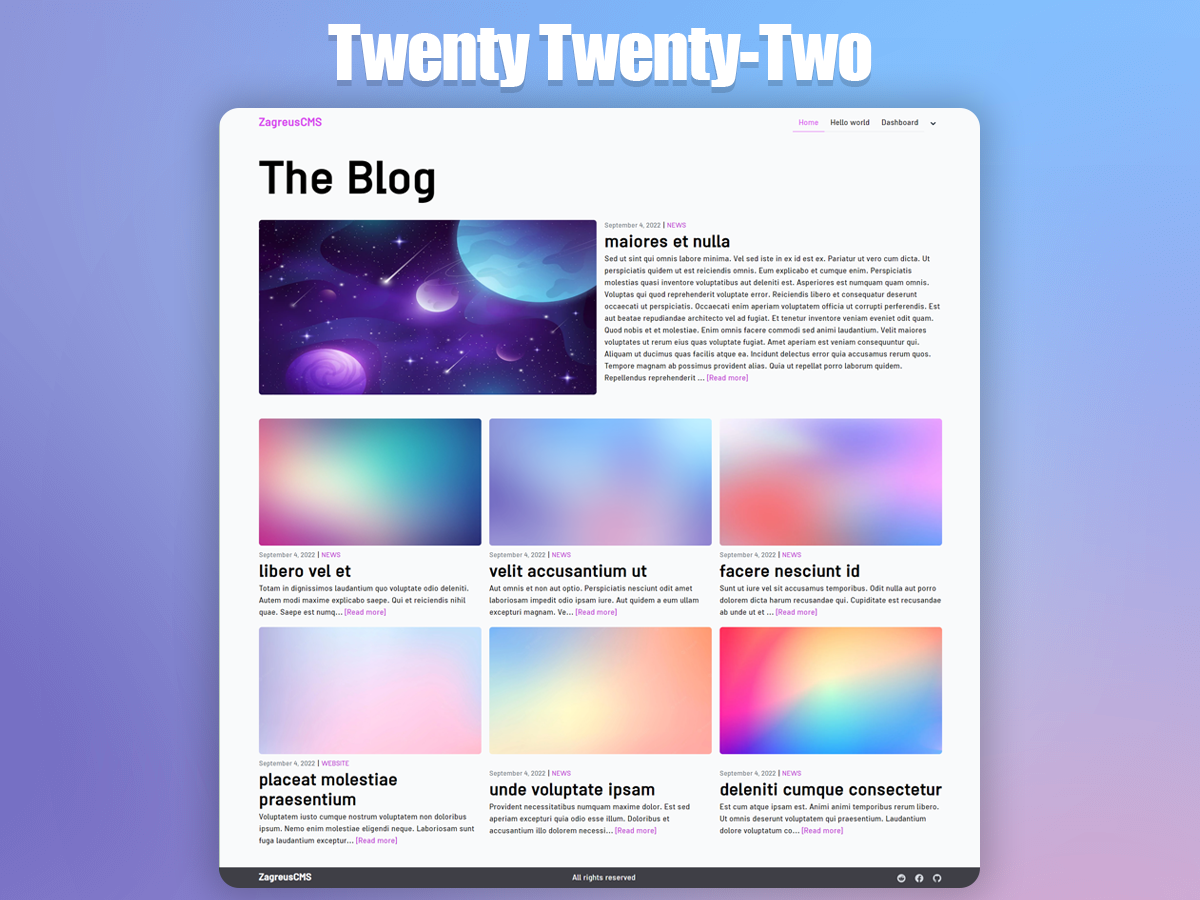 Twenty Twenty-Two
ZagreusCMS
Home Hello world Dashboard
The Blog
September 4, 2022 | NEWS
maiores et nulla
Sed ut sint qui omnis labore minima. Vel sed iste in ex id est ex. Pariatur ut vero cum dicta. Ut
perspiciatis quidem ut est reiciendis omnis. Eum explicabo et cumque enim. Perspiciatis
molestias quasi inventore voluptatibus aut deleniti est. Asperiores est numquam quam omnis.
Voluptas qui quod reprehenderit voluptate error. Reiciendis libero et consequatur deserunt
occaecati ut perspiciatis. Occaecati enim aperiam voluptatem officia ut corrupti perferendis. Est
aut beatae repudiandae architecto vel ad fugiat. Et tenetur inventore veniam eveniet odit quam.
Quod nobis et et molestiae. Enim omnis facere commodi sed animi laudantium. Velit maiores
voluptates ut rerum eius quas voluptate fugiat. Amet aperiam est veniam consequuntur qui.
Aliquam ut ducimus quas facilis atque ea. Incidunt delectus error quia accusamus rerum quos.
Tempore magnam ab possimus provident alias. Quia ut repellat porro laborum quidem.
Repellendus reprehenderit ... [Read more]
September 4, 2022 | NEWS
libero vel et
Totam in dignissimos laudantium quo voluptate odio deleniti.
Autem modi maxime explicabo saepe. Qui et reiciendis nihil
quae. Saepe est numq... [Read more]
September 4, 2022 | NEWS
velit accusantium ut
Aut omnis et non aut optio. Perspiciatis nesciunt odit amet
laboriosam impedit odio ipsam iure. Aut quidem a eum ullam
excepturi magnam. Ve... [Read more]
September 4, 2022 | NEWS
facere nesciunt id
Sunt ut iure vel sit accusamus temporibus. Odit nulla aut porro
dolorem dicta harum recusandae qui. Cupiditate est recusandae
ab unde ut et ... [Read more]
September 4, 2022 | WEBSITE
placeat molestiae
praesentium
Voluptatem iusto cumque nostrum voluptatem non doloribus
ipsum. Nemo enim molestiae eligendi neque. Laboriosam sunt
fuga laudantium exceptur... [Read more]
September 4, 2022 | NEWS
unde voluptate ipsam
Provident necessitatibus numquam maxime dolor. Est sed
aperiam excepturi quia odio esse illum. Doloribus et
accusantium illo dolorem necessi... [Read more]
September 4, 2022 | NEWS
deleniti cumque consectetur
Est cum atque ipsam est. Animi animi temporibus rerum libero.
Ut omnis deserunt voluptatem qui praesentium. Laudantium
dolore voluptatum co... [Read more]
ZagreusCMS
All rights reserved